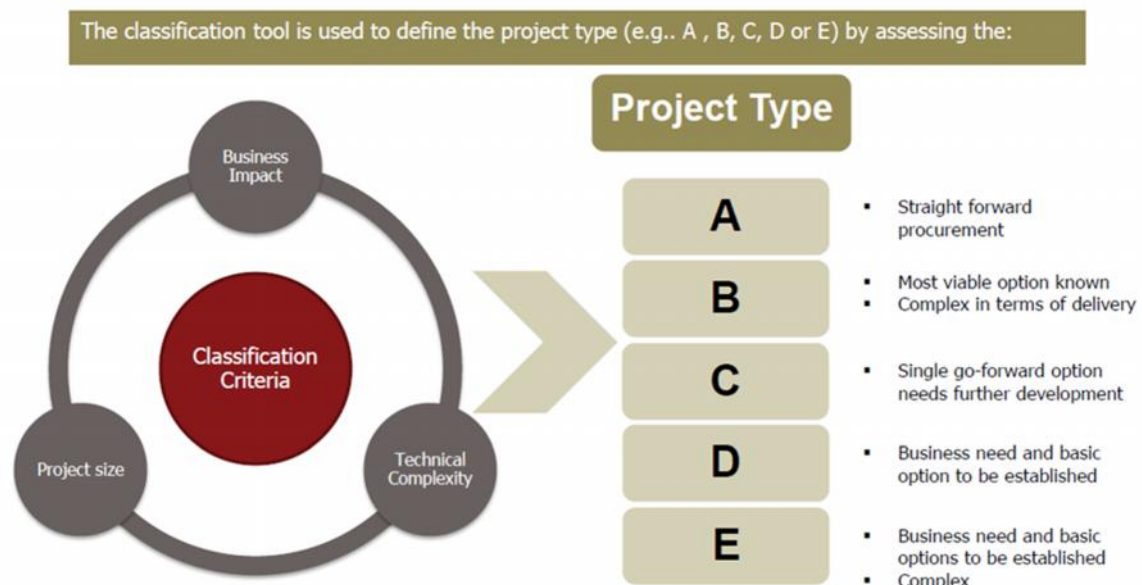 The classification tool is used to define the project type (e.g.. A , B, C, D or E) by assessing the:
Business
Impact
Classification
Criteria
Project size
Technical
Complexity
Project Type
A
▪ Straight forward
procurement
B
▪ Most viable option known
▪ Complex in terms of delivery
C
▪ Single go-forward option
needs further development
D
▪ Business need and basic
option to be established
E
▪ Business need and basic
options to be established
▪ Complex